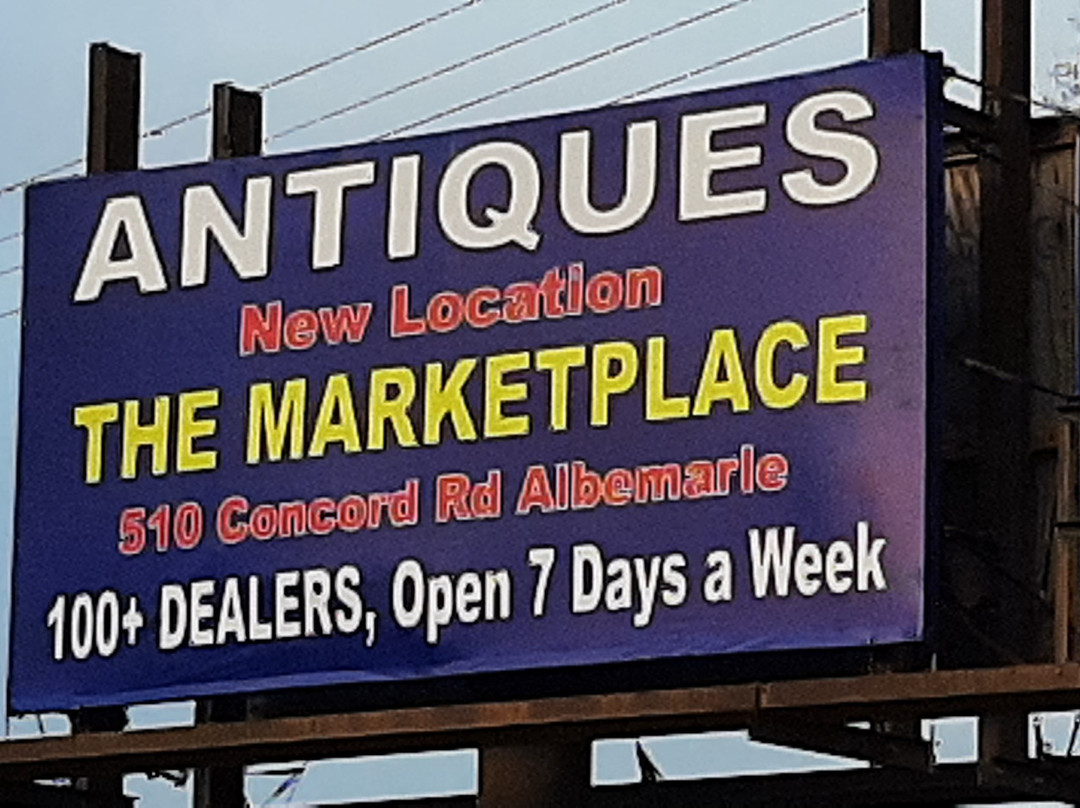 ANTIQUES
New Location
THE MARKETPLACE
510 Concord Rd Albemarle
100+ DEALERS, Open 7 Days a Week